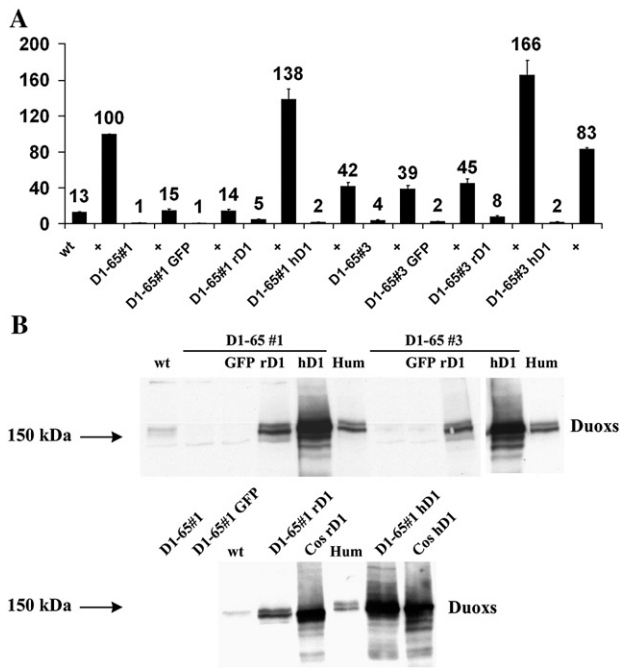 A
200
160
120
80
40
0
13 100 1 15 1 14 5 138 2 42 4 39 2 45 8 166 2 83
wt + D1-65#1 + D1-65#1 GFP + D1-65#1 rD1 + D1-65#1 hD1 + D1-65#3 + D1-65#3 GFP + D1-65#3 rD1 + D1-65#3 hD1 +
B
D1-65 #1 D1-65 #3
wt GFP rD1 hD1 Hum GFP rD1 hD1 Hum
150 kDa Duoxs
D1-65#1 D1-65#1 GFP wt D1-65#1 rD1 Cos rD1 Hum D1-65#1 hD1 Cos hD1
150 kDa Duoxs